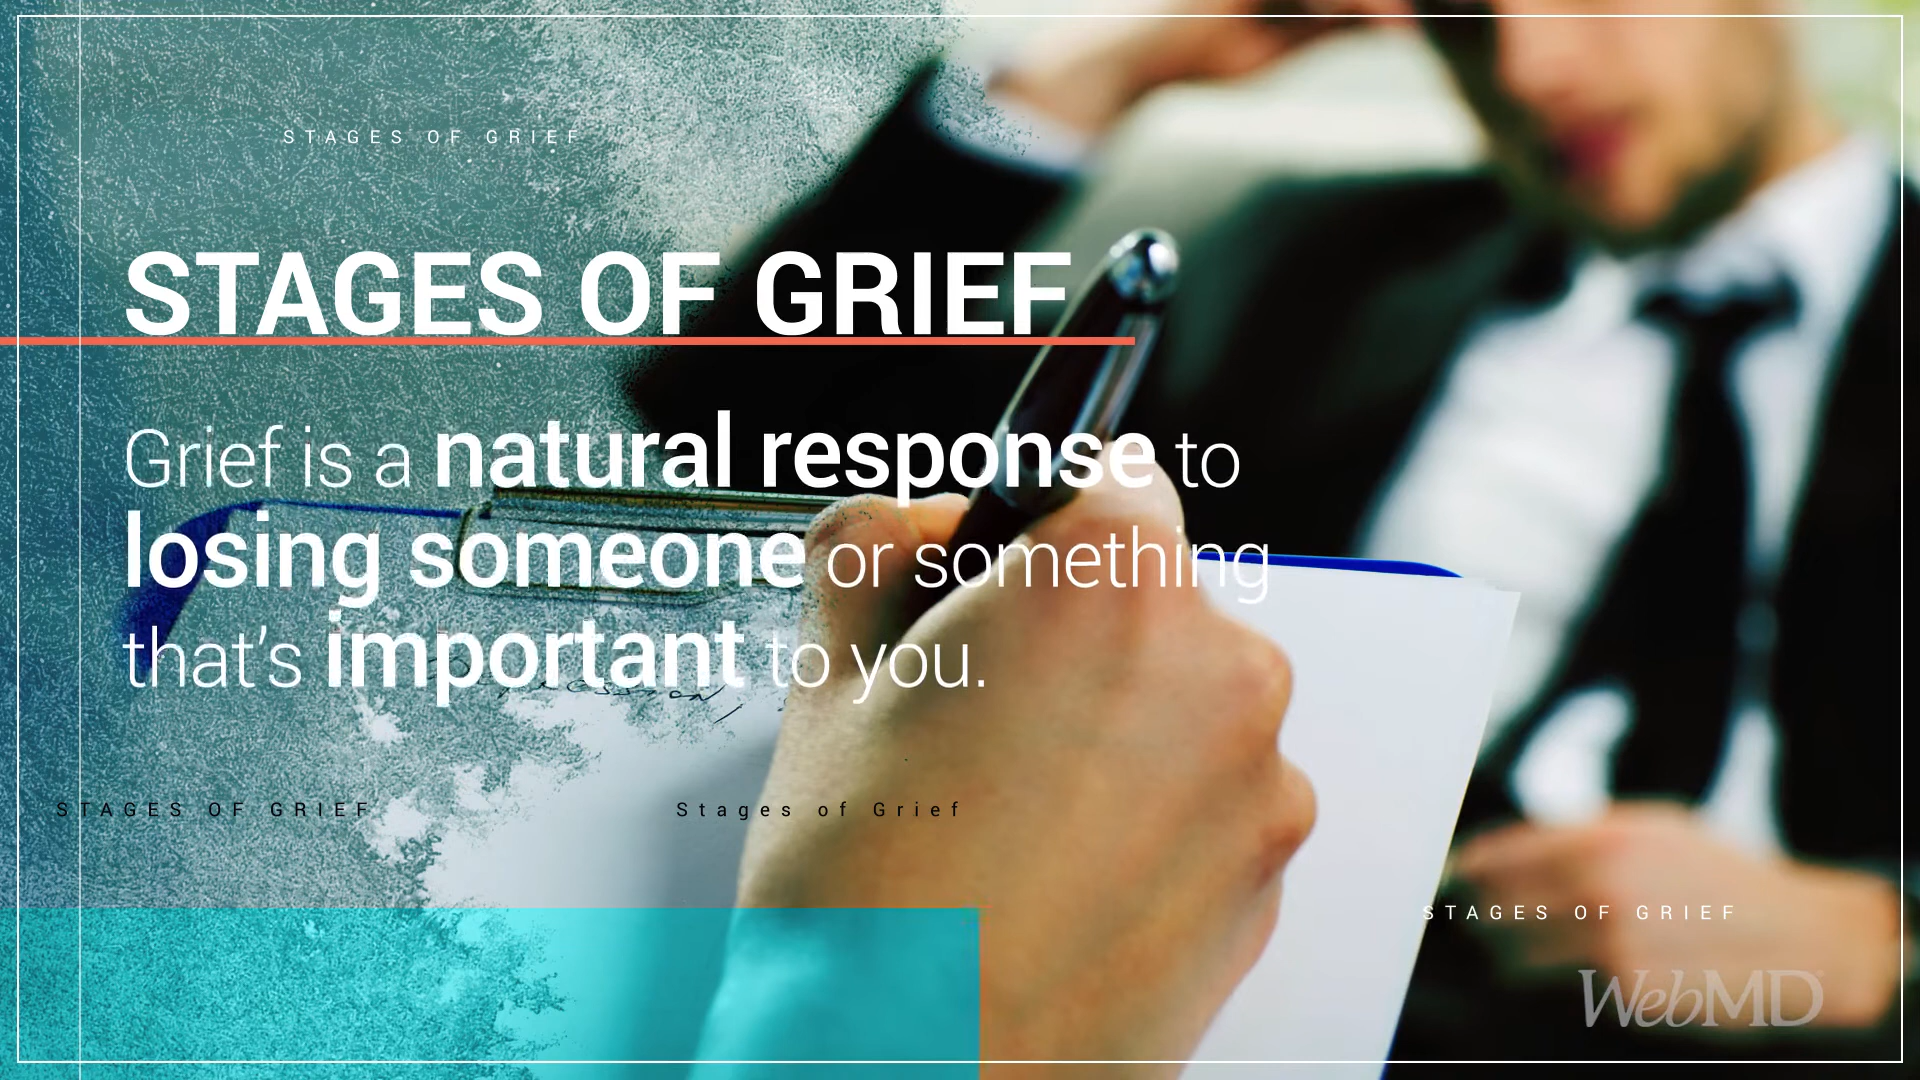 STAGES OF GRIEF
STAGES OF GRIEF
Grief is a natural response to
losing someone or something
that's important to you.
STAGES OF GRIEF
Stages of Grief
STAGES OF GRIEF
WebMD